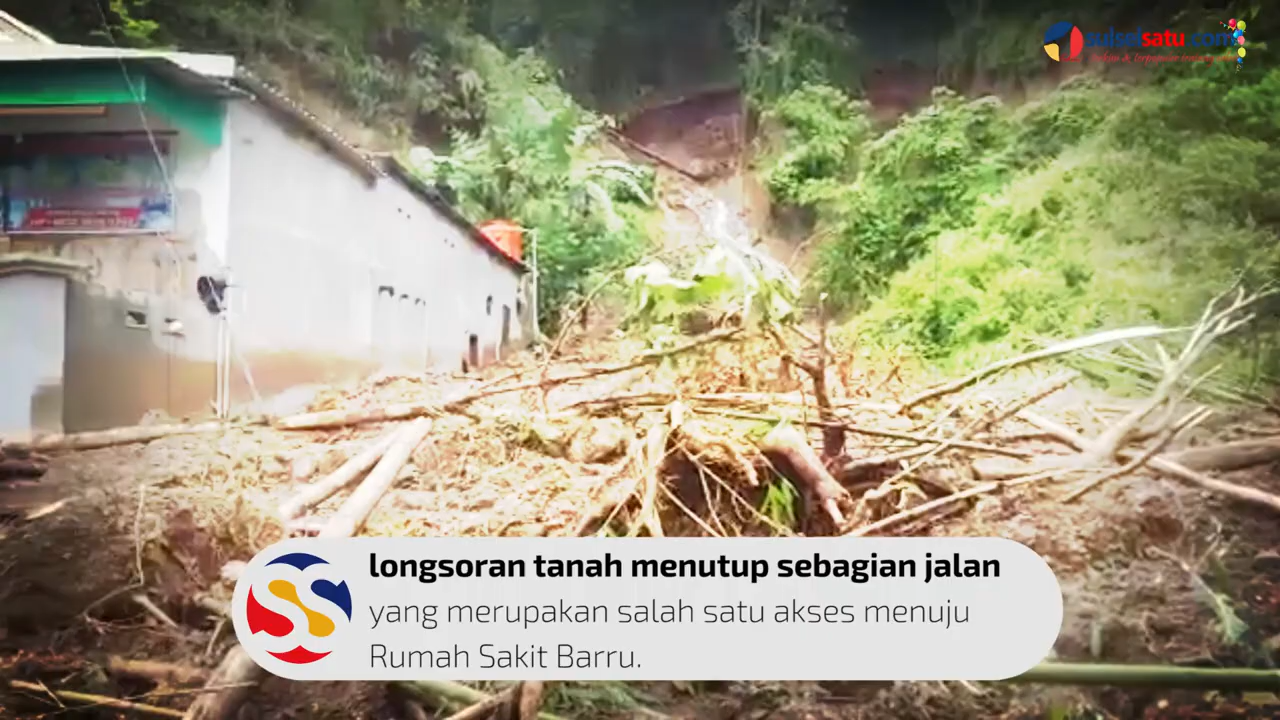 sulselsatu.com
longsoran tanah menutup sebagian jalan
yang merupakan salah satu akses menuju
Rumah Sakit Barru.